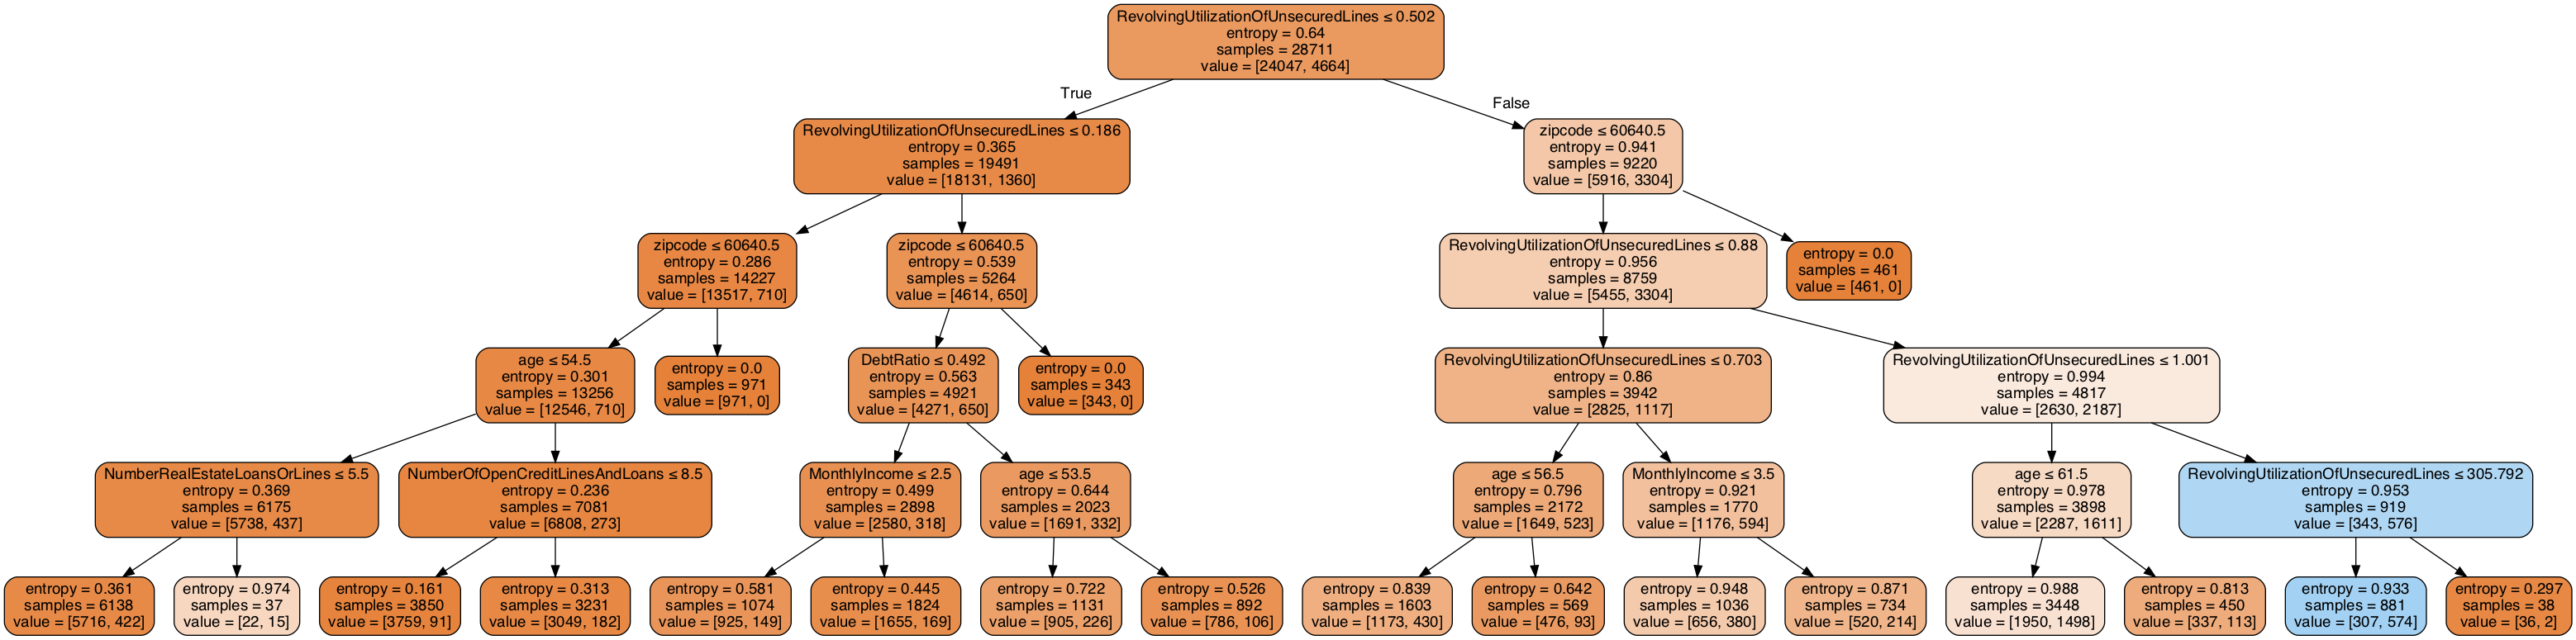 RevolvingUtilizationOfUnsecuredLines ≤ 0.502
entropy = 0.64
samples = 28711
value = [24047, 4664]
True
False
RevolvingUtilizationOfUnsecuredLines ≤ 0.186
entropy = 0.365
samples = 19491
value = [18131, 1360]
zipcode ≤ 60640.5
entropy = 0.941
samples = 9220
value = [5916, 3304]
zipcode ≤ 60640.5
entropy = 0.286
samples = 14227
value = [13517, 710]
zipcode ≤ 60640.5
entropy = 0.539
samples = 5264
value = [4614, 650]
RevolvingUtilizationOfUnsecuredLines ≤ 0.88
entropy = 0.956
samples = 8759
value = [5455, 3304]
entropy = 0.0
samples = 461
value = [461, 0]
age ≤ 54.5
entropy = 0.301
samples = 13256
value = [12546, 710]
entropy = 0.0
samples = 971
value = [971, 0]
DebtRatio ≤ 0.492
entropy = 0.563
samples = 4921
value = [4271, 650]
entropy = 0.0
samples = 343
value = [343, 0]
RevolvingUtilizationOfUnsecuredLines ≤ 0.703
entropy = 0.86
samples = 3942
value = [2825, 1117]
RevolvingUtilizationOfUnsecuredLines ≤ 1.001
entropy = 0.994
samples = 4817
value = [2630, 2187]
NumberRealEstateLoansOrLines ≤ 5.5
entropy = 0.369
samples = 6175
value = [5738, 437]
NumberOfOpenCreditLinesAndLoans ≤ 8.5
entropy = 0.236
samples = 7081
value = [6808, 273]
MonthlyIncome ≤ 2.5
entropy = 0.499
samples = 2898
value = [2580, 318]
age ≤ 53.5
entropy = 0.644
samples = 2023
value = [1691, 332]
age ≤ 56.5
entropy = 0.796
samples = 2172
value = [1649, 523]
MonthlyIncome ≤ 3.5
entropy = 0.921
samples = 1770
value = [1176, 594]
age ≤ 61.5
entropy = 0.978
samples = 3898
value = [2287, 1611]
RevolvingUtilizationOfUnsecuredLines ≤ 305.792
entropy = 0.953
samples = 919
value = [343, 576]
entropy = 0.361
samples = 6138
value = [5716, 422]
entropy = 0.974
samples = 37
value = [22, 15]
entropy = 0.161
samples = 3850
value = [3759, 91]
entropy = 0.313
samples = 3231
value = [3049, 182]
entropy = 0.581
samples = 1074
value = [925, 149]
entropy = 0.445
samples = 1824
value = [1655, 169]
entropy = 0.722
samples = 1131
value = [905, 226]
entropy = 0.526
samples = 892
value = [786, 106]
entropy = 0.839
samples = 1603
value = [1173, 430]
entropy = 0.642
samples = 569
value = [476, 93]
entropy = 0.948
samples = 1036
value = [656, 380]
entropy = 0.871
samples = 734
value = [520, 214]
entropy = 0.988
samples = 3448
value = [1950, 1498]
entropy = 0.813
samples = 450
value = [337, 113]
entropy = 0.933
samples = 881
value = [307, 574]
entropy = 0.297
samples = 38
value = [36, 2]